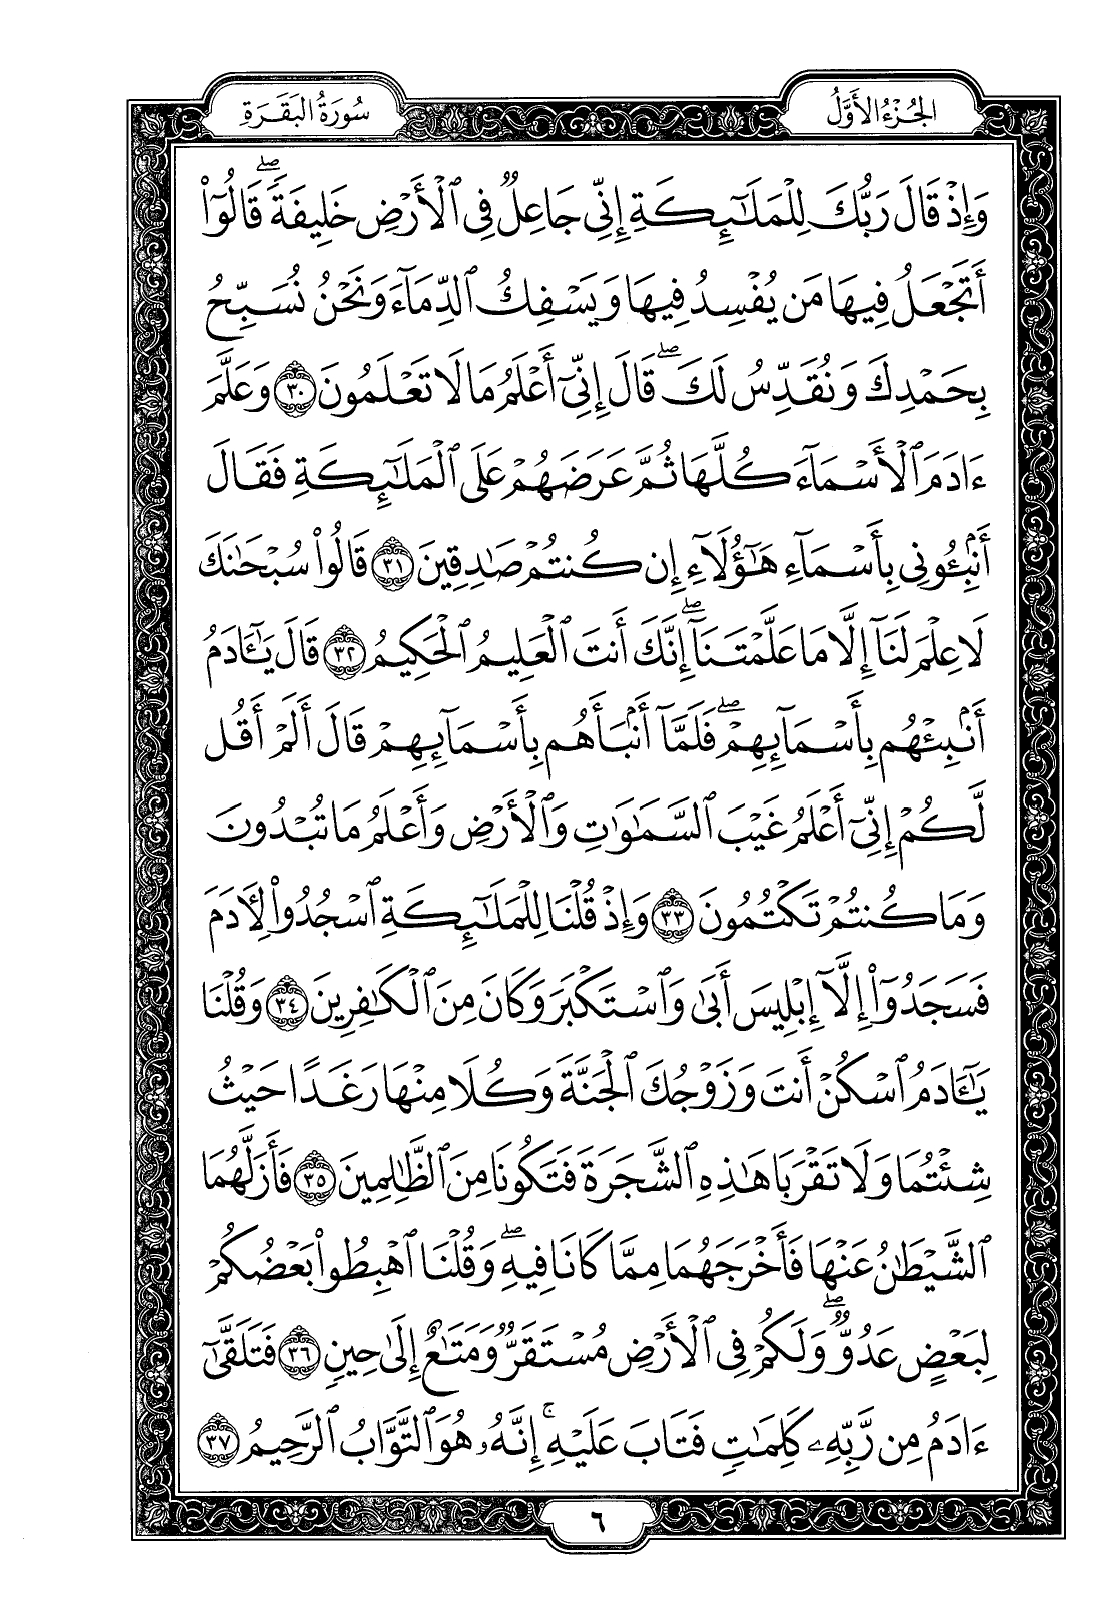 الجُزْءُ الأَوَّلُ
سُورَةُ البَقَرَةِ
وَإِذْ قَالَ رَبُّكَ لِلْمَلَـٰٓئِكَةِ إِنِّى جَاعِلٌ فِى ٱلْأَرْضِ خَلِيفَةً ۖ قَالُوٓا۟
أَتَجْعَلُ فِيهَا مَن يُفْسِدُ فِيهَا وَيَسْفِكُ ٱلدِّمَآءَ وَنَحْنُ نُسَبِّحُ
بِحَمْدِكَ وَنُقَدِّسُ لَكَ ۖ قَالَ إِنِّىٓ أَعْلَمُ مَا لَا تَعْلَمُونَ ٣٠ وَعَلَّمَ
ءَادَمَ ٱلْأَسْمَآءَ كُلَّهَا ثُمَّ عَرَضَهُمْ عَلَى ٱلْمَلَـٰٓئِكَةِ فَقَالَ
أَنۢبِـُٔونِى بِأَسْمَآءِ هَـٰٓؤُلَآءِ إِن كُنتُمْ صَـٰدِقِينَ ٣١ قَالُوا۟ سُبْحَـٰنَكَ
لَا عِلْمَ لَنَآ إِلَّا مَا عَلَّمْتَنَآ ۖ إِنَّكَ أَنتَ ٱلْعَلِيمُ ٱلْحَكِيمُ ٣٢ قَالَ يَـٰٓـَٔادَمُ
أَنۢبِئْهُم بِأَسْمَآئِهِمْ ۖ فَلَمَّآ أَنۢبَأَهُم بِأَسْمَآئِهِمْ قَالَ أَلَمْ أَقُل
لَّكُمْ إِنِّىٓ أَعْلَمُ غَيْبَ ٱلسَّمَـٰوَٰتِ وَٱلْأَرْضِ وَأَعْلَمُ مَا تُبْدُونَ
وَمَا كُنتُمْ تَكْتُمُونَ ٣٣ وَإِذْ قُلْنَا لِلْمَلَـٰٓئِكَةِ ٱسْجُدُوا۟ لِـَٔادَمَ
فَسَجَدُوٓا۟ إِلَّآ إِبْلِيسَ أَبَىٰ وَٱسْتَكْبَرَ وَكَانَ مِنَ ٱلْكَـٰفِرِينَ ٣٤ وَقُلْنَا
يَـٰٓـَٔادَمُ ٱسْكُنْ أَنتَ وَزَوْجُكَ ٱلْجَنَّةَ وَكُلَا مِنْهَا رَغَدًا حَيْثُ
شِئْتُمَا وَلَا تَقْرَبَا هَـٰذِهِ ٱلشَّجَرَةَ فَتَكُونَا مِنَ ٱلظَّـٰلِمِينَ ٣٥ فَأَزَلَّهُمَا
ٱلشَّيْطَـٰنُ عَنْهَا فَأَخْرَجَهُمَا مِمَّا كَانَا فِيهِ ۖ وَقُلْنَا ٱهْبِطُوا۟ بَعْضُكُمْ
لِبَعْضٍ عَدُوٌّ ۖ وَلَكُمْ فِى ٱلْأَرْضِ مُسْتَقَرٌّ وَمَتَـٰعٌ إِلَىٰ حِينٍ ٣٦ فَتَلَقَّىٰٓ
ءَادَمُ مِن رَّبِّهِۦ كَلِمَـٰتٍ فَتَابَ عَلَيْهِ ۚ إِنَّهُۥ هُوَ ٱلتَّوَّابُ ٱلرَّحِيمُ ٣٧
٦